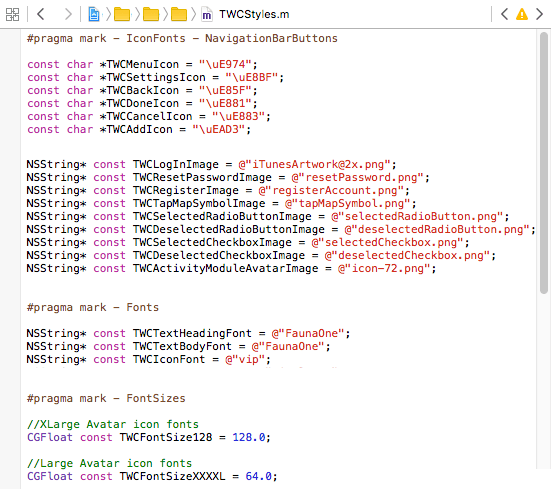 TWCStyles.m
#pragma mark - IconFonts - NavigationBarButtons
const char *TWCMenuIcon = "\uE974";
const char *TWCSettingsIcon = "\uE8BF";
const char *TWCBackIcon = "\uE85F";
const char *TWCDoneIcon = "\uE881";
const char *TWCCancelIcon = "\uE883";
const char *TWCAddIcon = "\uEAD3";
NSString* const TWCLogInImage = @"iTunesArtwork@2x.png";
NSString* const TWCResetPasswordImage = @"resetPassword.png";
NSString* const TWCRegisterImage = @"registerAccount.png";
NSString* const TWCTapMapSymbolImage = @"tapMapSymbol.png";
NSString* const TWCSelectedRadioButtonImage = @"selectedRadioButton.png";
NSString* const TWCDeselectedRadioButtonImage = @"deselectedRadioButton.png";
NSString* const TWCSelectedCheckboxImage = @"selectedCheckbox.png";
NSString* const TWCDeselectedCheckboxImage = @"deselectedCheckbox.png";
NSString* const TWCActivityModuleAvatarImage = @"icon-72.png";
#pragma mark - Fonts
NSString* const TWCTextHeadingFont = @"FaunaOne";
NSString* const TWCTextBodyFont = @"FaunaOne";
NSString* const TWCIconFont = @"vip";
#pragma mark - FontSizes
//XLarge Avatar icon fonts
CGFloat const TWCFontSize128 = 128.0;
//Large Avatar icon fonts
CGFloat const TWCFontSizeXXXXL = 64.0;